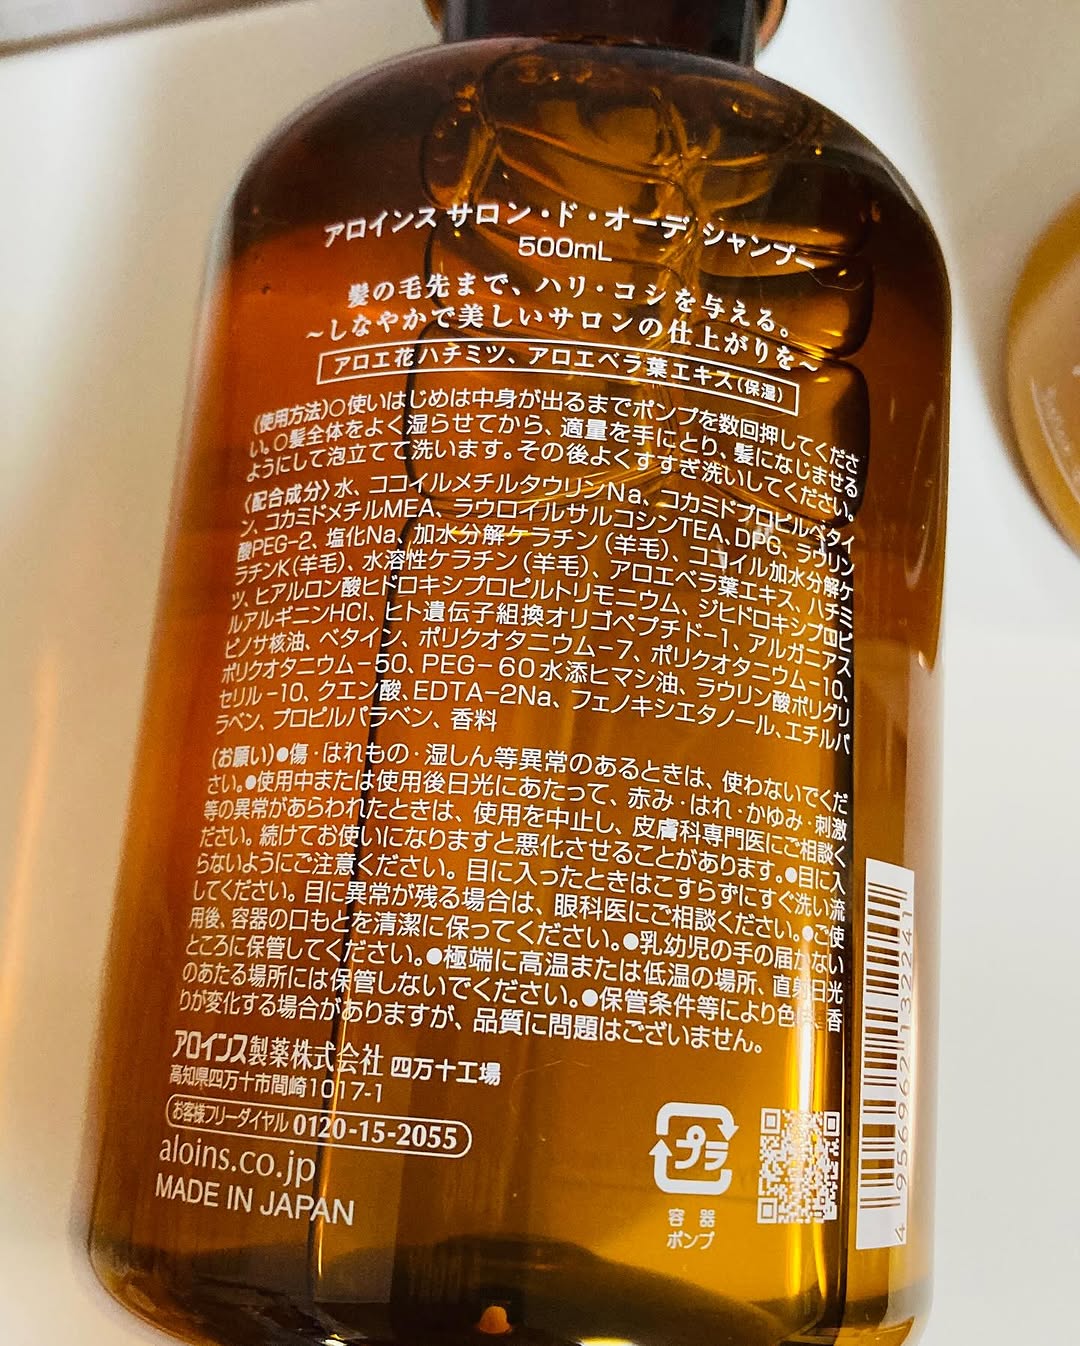 アロインス サロン・ド・オーデ シャンプー
500mL
髪の毛先まで、ハリ・コシを与える。
~しなやかで美しいサロンの仕上がりを~
アロエ花ハチミツ、アロエベラ葉エキス(保湿)
(使用方法)○使いはじめは中身が出るまでポンプを数回押してくださ
い。○髪全体をよく湿らせてから、適量を手にとり、髪になじませる
ようにして泡立てて洗います。その後よくすすぎ洗いしてください。
〈配合成分〉水、ココイルメチルタウリンNa、コカミドプロピルベタイ
ン、コカミドメチルMEA、ラウロイルサルコシンTEA、DPG、ラウリン
酸PEG-2、塩化Na、加水分解ケラチン(羊毛)、ココイル加水分解ケ
ラチンK(羊毛)、水溶性ケラチン(羊毛)、アロエベラ葉エキス、ハチミ
ツ、ヒアルロン酸ヒドロキシプロピルトリモニウム、ジヒドロキシプロピ
ルアルギニンHCl、ヒト遺伝子組換オリゴペプチド-1、アルガニアス
ピノサ核油、ベタイン、ポリクオタニウム-7、ポリクオタニウム-10、
ポリクオタニウム-50、PEG-60水添ヒマシ油、ラウリン酸ポリグリ
セリル-10、クエン酸、EDTA-2Na、フェノキシエタノール、エチルパ
ラベン、プロピルパラベン、香料
(お願い)●傷・はれもの・湿しん等異常のあるときは、使わないでくだ
さい。●使用中または使用後日光にあたって、赤み・はれ・かゆみ・刺激
等の異常があらわれたときは、使用を中止し、皮膚科専門医にご相談く
ださい。続けてお使いになりますと悪化させることがあります。●目に入
らないようにご注意ください。目に入ったときはこすらずにすぐ洗い流
してください。目に異常が残る場合は、眼科医にご相談ください。●ご使
用後、容器の口もとを清潔に保ってください。●乳幼児の手の届かない
ところに保管してください。●極端に高温または低温の場所、直射日光
のあたる場所には保管しないでください。●保管条件等により色や、香
りが変化する場合がありますが、品質に問題はございません。
アロインス製薬株式会社 四万十工場
高知県四万十市間崎1017-1
お客様フリーダイヤル 0120-15-2055
aloins.co.jp
MADE IN JAPAN
プラ
容器
ポンプ
4 956962 132241